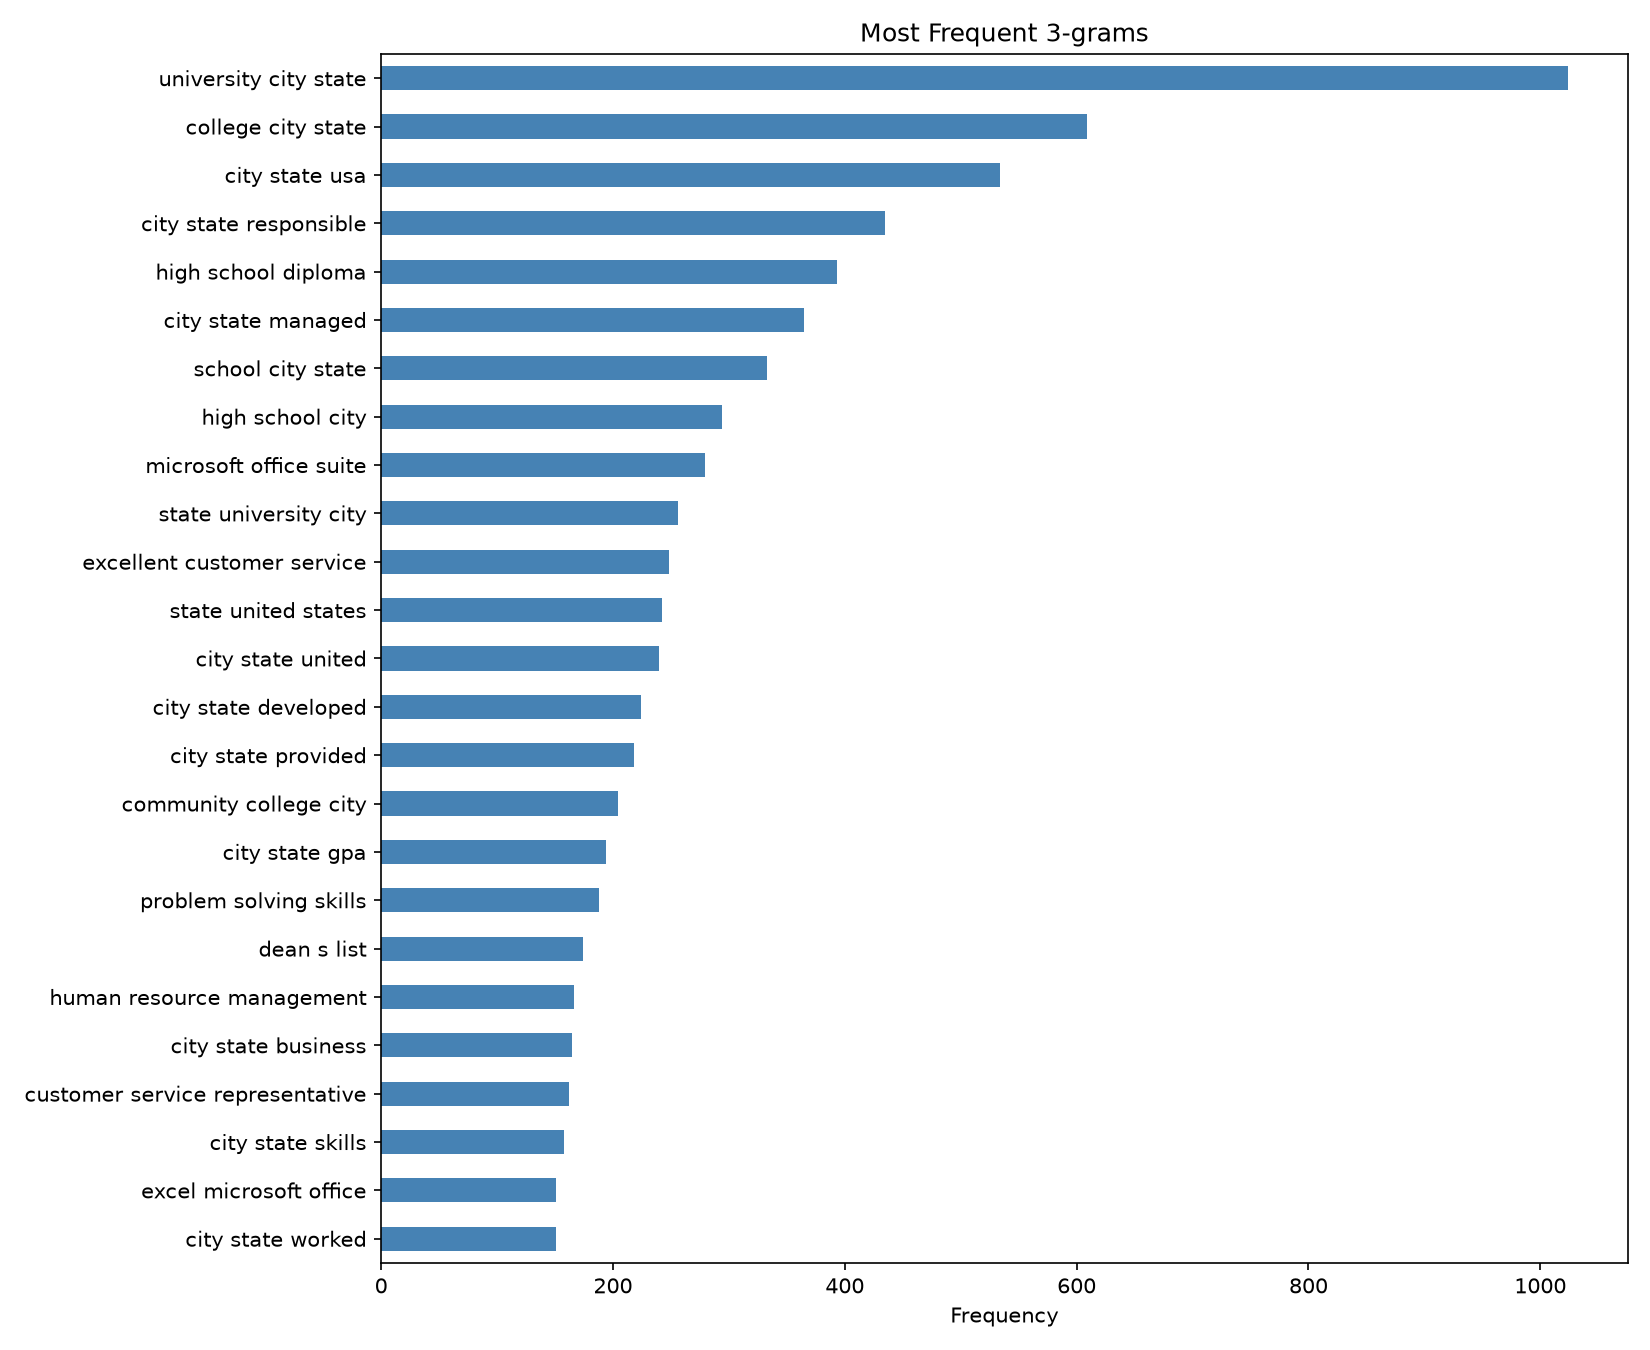 Most Frequent 3-grams
university city state
college city state
city state usa
city state responsible
high school diploma
city state managed
school city state
high school city
microsoft office suite
state university city
excellent customer service
state united states
city state united
city state developed
city state provided
community college city
city state gpa
problem solving skills
dean s list
human resource management
city state business
customer service representative
city state skills
excel microsoft office
city state worked
0 200 400 600 800 1000
Frequency